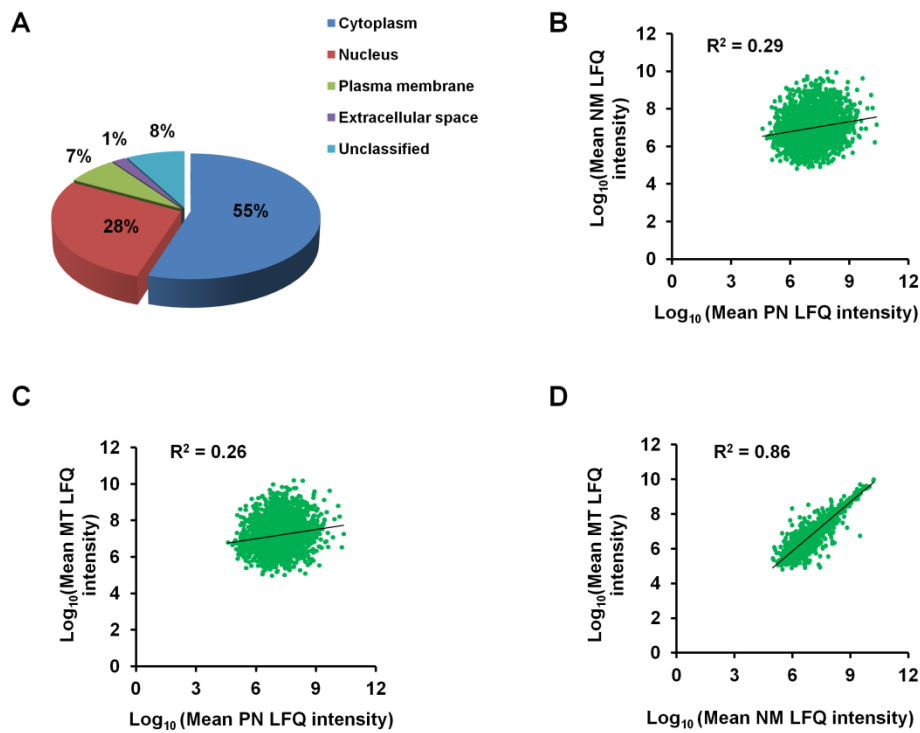 A
Cytoplasm
Nucleus
Plasma membrane
Extracellular space
Unclassified
7%
1%
8%
28%
55%
B
R² = 0.29
Log₁₀(Mean NM LFQ
intensity)
12
10
8
6
4
2
0
0 3 6 9 12
Log₁₀ (Mean PN LFQ intensity)
C
R² = 0.26
Log₁₀(Mean MT LFQ
intensity)
12
10
8
6
4
2
0
0 3 6 9 12
Log₁₀ (Mean PN LFQ intensity)
D
R² = 0.86
Log₁₀(Mean MT LFQ
intensity)
12
10
8
6
4
2
0
0 3 6 9 12
Log₁₀ (Mean NM LFQ intensity)